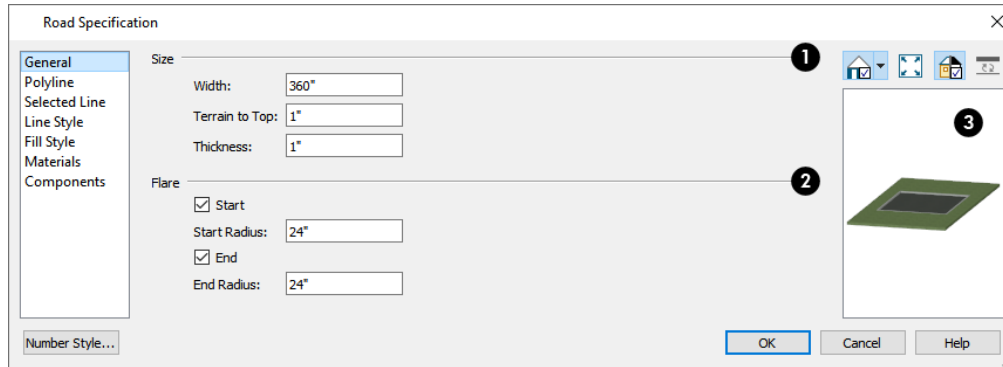 Road Specification
General
Polyline
Selected Line
Line Style
Fill Style
Materials
Components
Size
1
Width: 360"
Terrain to Top: 1"
Thickness: 1"
Flare
2
Start
Start Radius: 24"
End
End Radius: 24"
3
Number Style...
OK
Cancel
Help